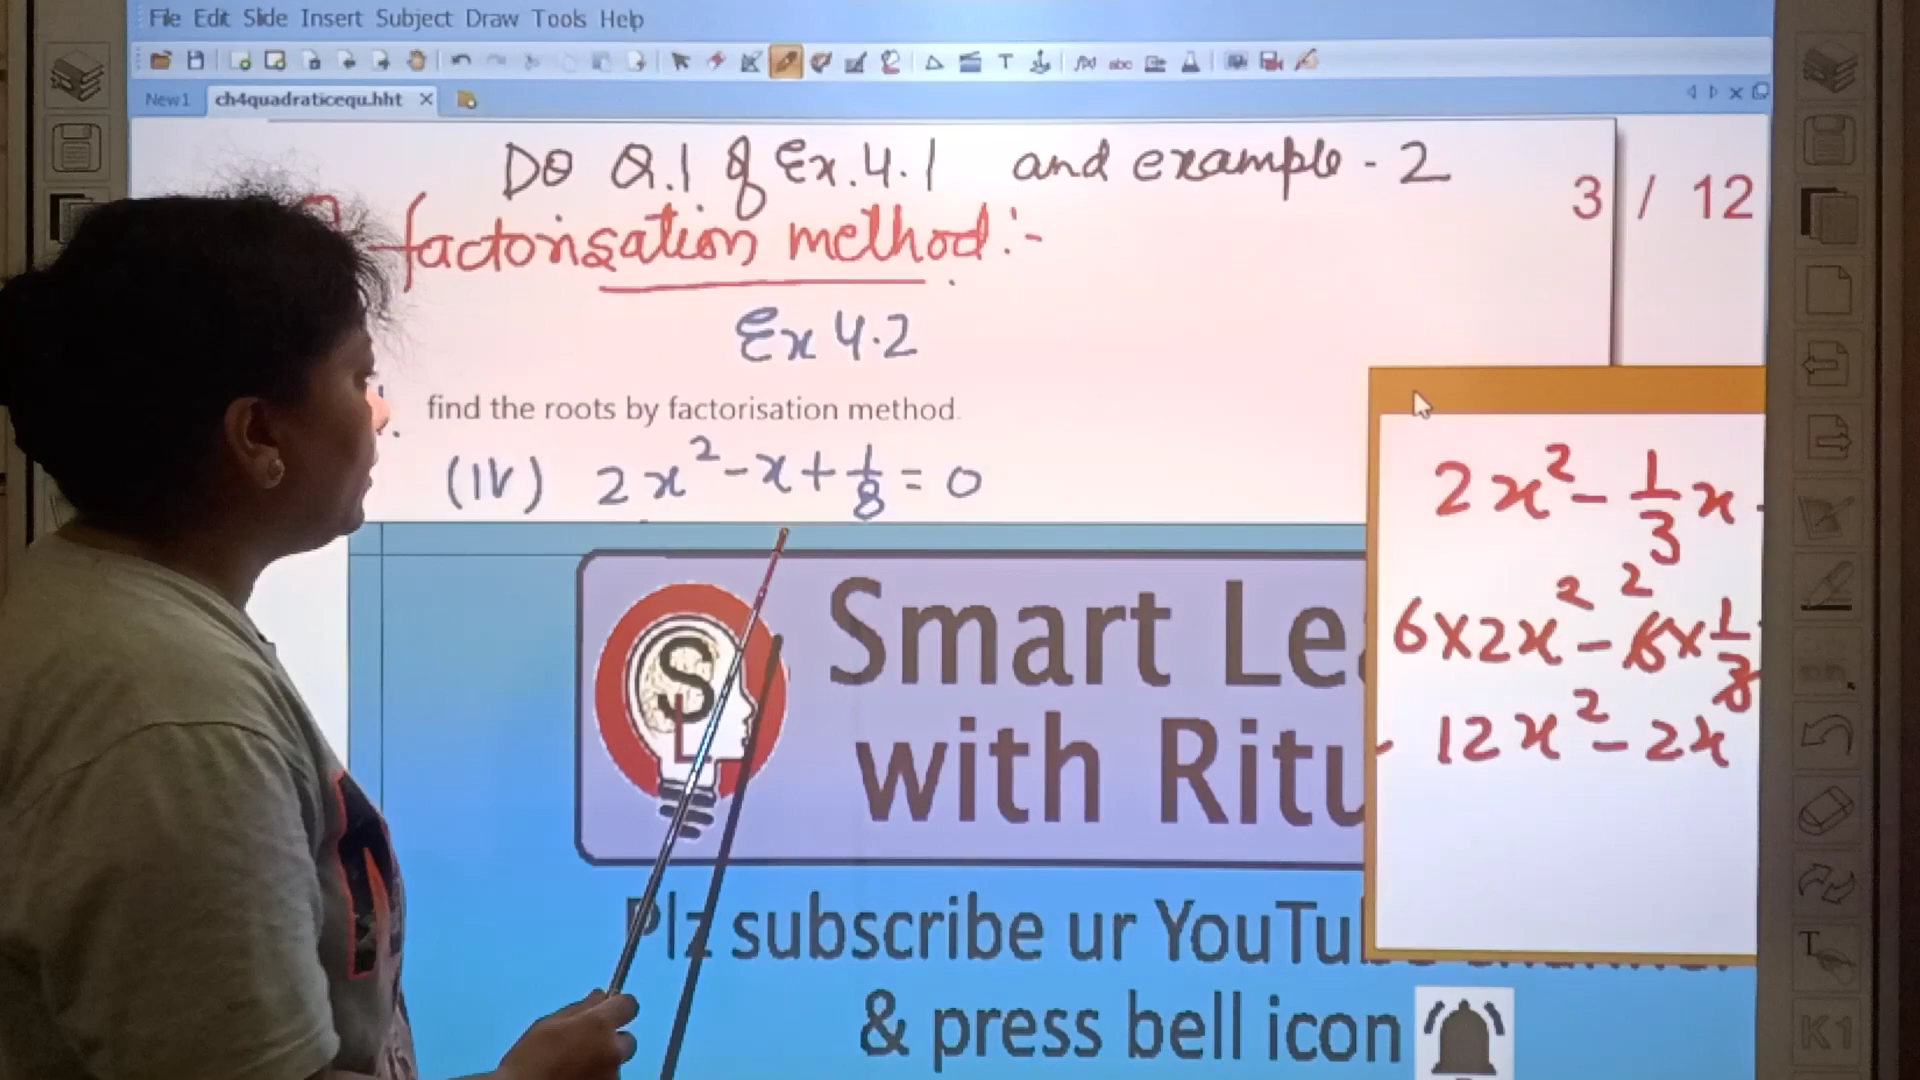 File Edit Slide Insert Subject Draw Tools Help
New1 ch4quadraticequ.hht
Do Q.1 of Ex.4.1 and example - 2
3 / 12
factorisation method:-
Ex 4.2
find the roots by factorisation method.
(IV) 2x² - x + 1/8 = 0
2x² - 1/3 x
6×2x² - 6×1/3
12x² - 2x
S
L
Smart Le
with Ritu
Plz subscribe ur YouTu
& press bell icon
T
K1